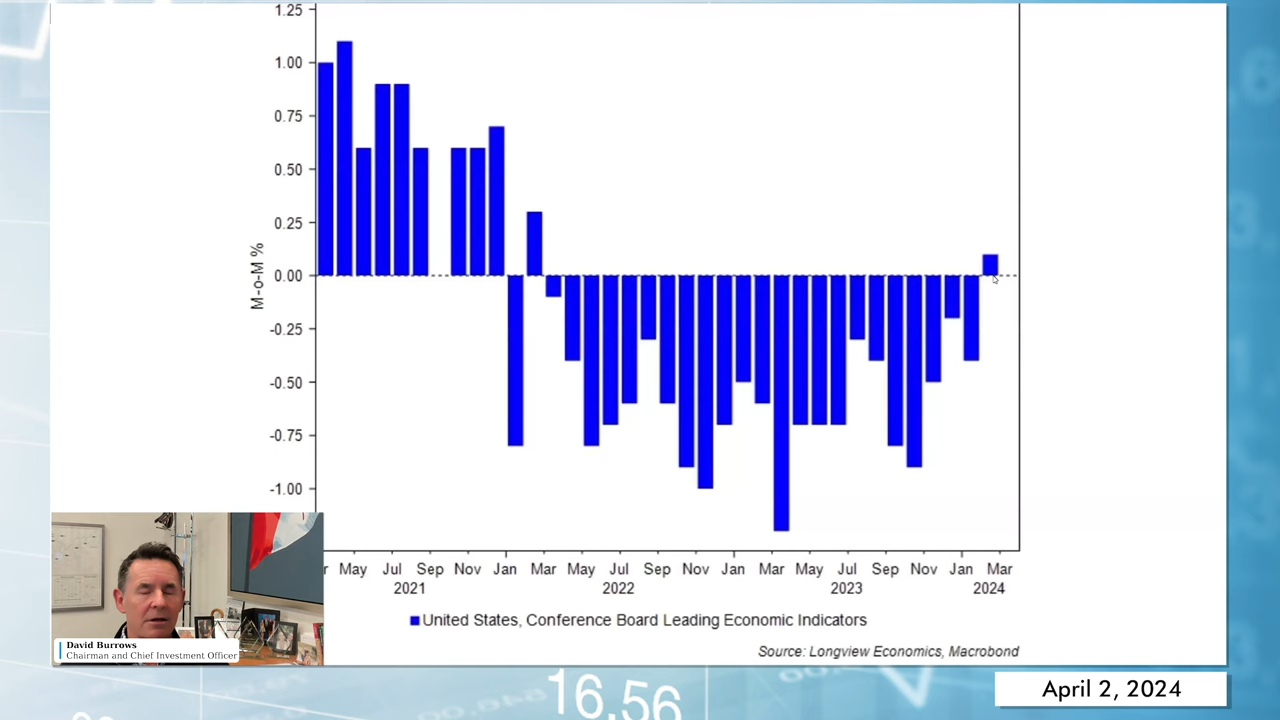 1.25
1.00
0.75
0.50
0.25
0.00
-0.25
-0.50
-0.75
-1.00
M-o-M %
May Jul Sep Nov Jan Mar May Jul Sep Nov Jan Mar May Jul Sep Nov Jan Mar
2021 2022 2023 2024
United States, Conference Board Leading Economic Indicators
Source: Longview Economics, Macrobond
David Burrows
Chairman and Chief Investment Officer
April 2, 2024
16.56